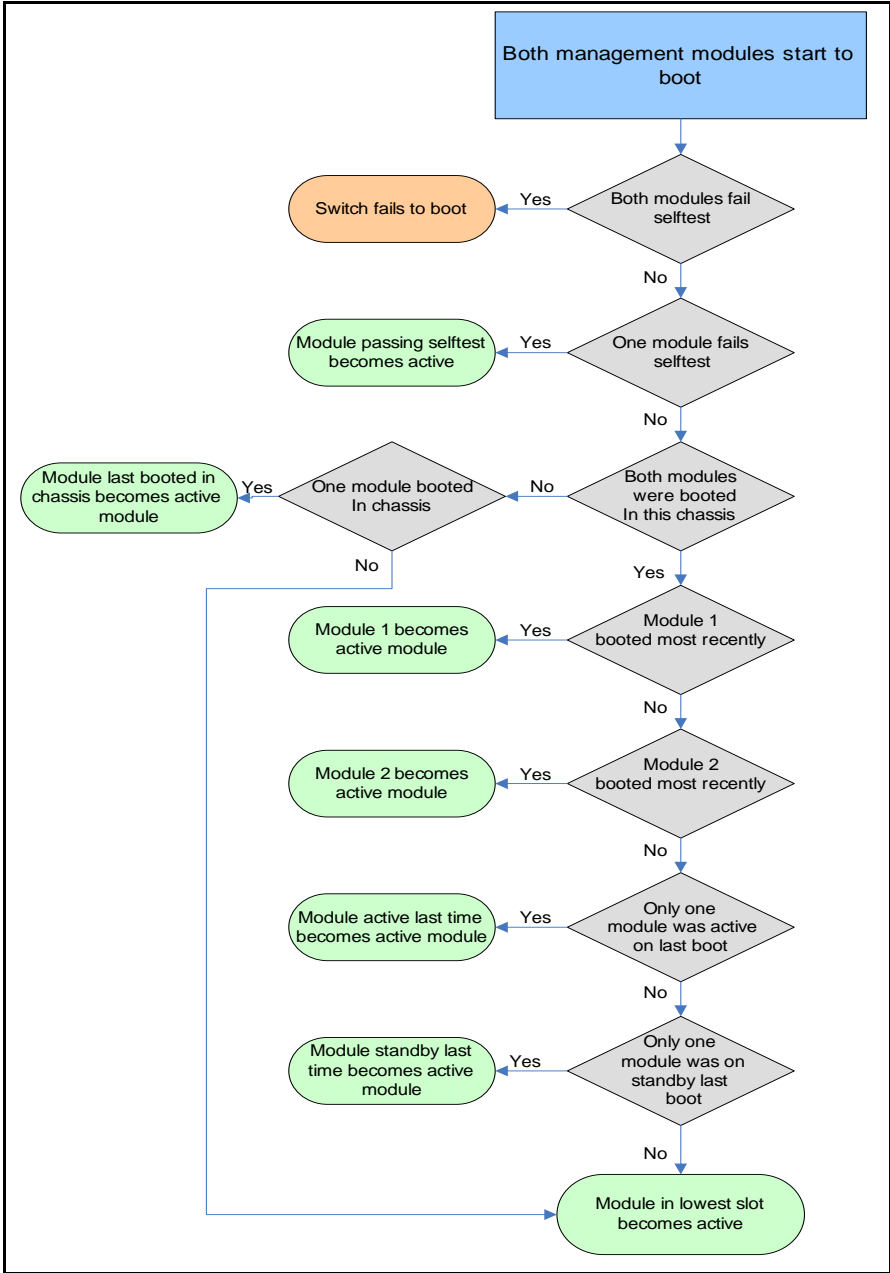 Both management modules start to
boot
Both modules fail
selftest
Yes
Switch fails to boot
No
One module fails
selftest
Yes
Module passing selftest
becomes active
No
Both modules
were booted
In this chassis
No
One module booted
In chassis
Yes
Module last booted in
chassis becomes active
module
No
Yes
Module 1
booted most recently
Yes
Module 1 becomes
active module
No
Module 2
booted most recently
Yes
Module 2 becomes
active module
No
Only one
module was active
on last boot
Yes
Module active last time
becomes active module
No
Only one
module was on
standby last
boot
Yes
Module standby last
time becomes active
module
No
Module in lowest slot
becomes active